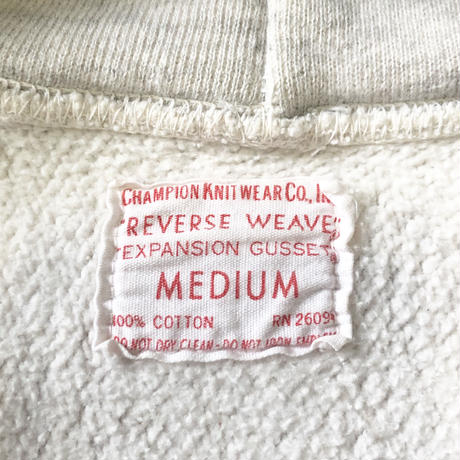 CHAMPION KNITWEAR CO., IN
"REVERSE WEAVE"
"EXPANSION GUSSET"
MEDIUM
100% COTTON RN 26094
DO NOT DRY CLEAN - DO NOT IRON EMBLEM